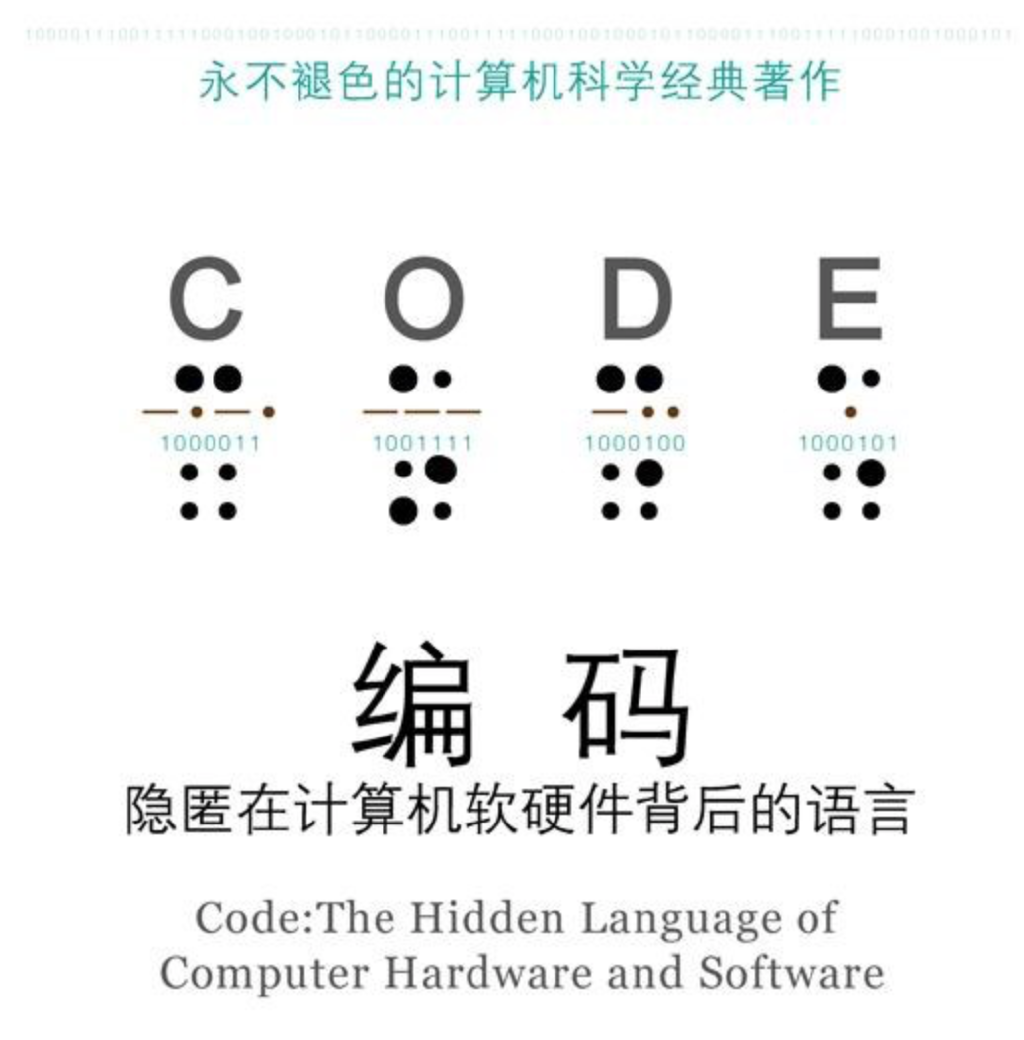 1000011100111110001001000101100001110011111000100100010110000111001111100010010001​01
永不褪色的计算机科学经典著作
C O D E
1000011 1001111 1000100 1000101
编 码
隐匿在计算机软硬件背后的语言
Code:The Hidden Language of
Computer Hardware and Software